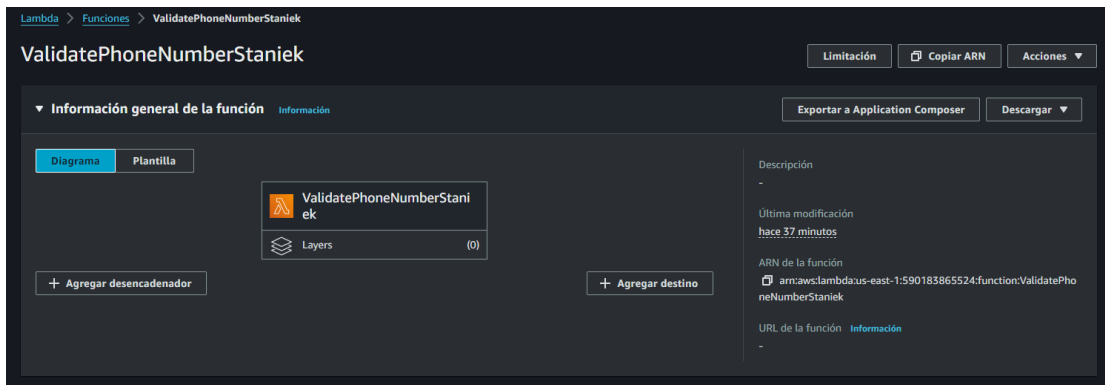 Lambda > Funciones > ValidatePhoneNumberStaniek
ValidatePhoneNumberStaniek
Limitación
Copiar ARN
Acciones
Información general de la función Información
Exportar a Application Composer
Descargar
Diagrama
Plantilla
ValidatePhoneNumberStani
ek
Layers (0)
+ Agregar desencadenador
+ Agregar destino
Descripción
-
Última modificación
hace 37 minutos
ARN de la función
arn:aws:lambda:us-east-1:590183865524:function:ValidatePho
neNumberStaniek
URL de la función Información
-